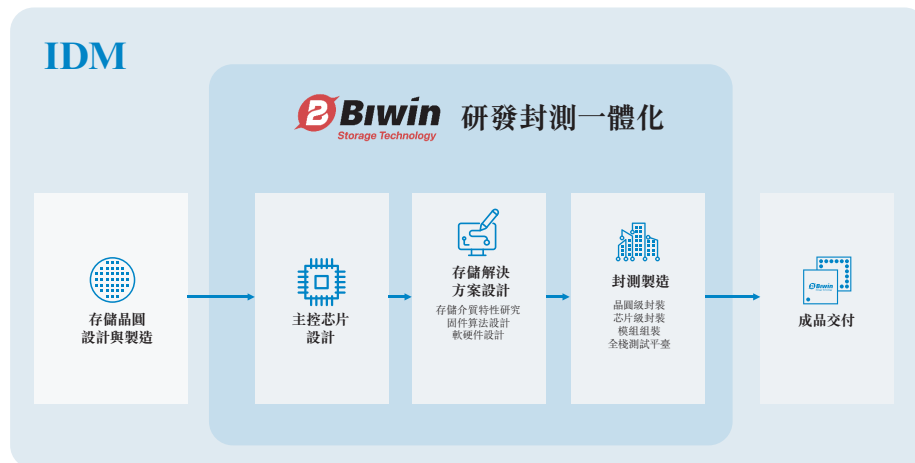 IDM
Biwin
Storage Technology
研發封測一體化
存儲晶圓
設計與製造
主控芯片
設計
存儲解決
方案設計
存儲介質特性研究
固件算法設計
軟硬件設計
封測製造
晶圓級封裝
芯片級封裝
模組組裝
全棧測試平臺
Biwin
成品交付